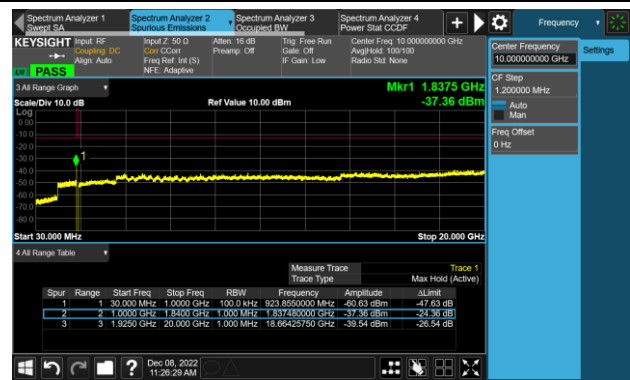 Spectrum Analyzer 1
Swept SA
Spectrum Analyzer 2
Spurious Emissions
Spectrum Analyzer 3
Occupied BW
Spectrum Analyzer 4
Power Stat CCDF
Frequency
KEYSIGHT
Input: RF
Coupling: DC
Align: Auto
Input Z: 50 Ω
Corr CCorr
Freq Ref: Int (S)
NFE: Adaptive
Atten: 16 dB
Preamp: Off
Trig: Free Run
Gate: Off
IF Gain: Low
Center Freq: 10.000000000 GHz
Avg|Hold: 100/100
Radio Std: None
PASS
Center Frequency
10.000000000 GHz
Settings
CF Step
1.200000 MHz
Auto
Man
Freq Offset
0 Hz
3 All Range Graph
Mkr1 1.8375 GHz
-37.36 dBm
Scale/Div 10.0 dB
Ref Value 10.00 dBm
Log
0.00
-10.0
-20.0
-30.0
-40.0
-50.0
-60.0
-70.0
-80.0
1
Start 30.000 MHz
Stop 20.000 GHz
4 All Range Table
Measure Trace Trace 1
Trace Type Max Hold (Active)
Spur Range Start Freq Stop Freq RBW Frequency Amplitude ΔLimit
1 1 30.000 MHz 1.0000 GHz 100.0 kHz 923.8550000 MHz -60.63 dBm -47.63 dB
2 2 1.0000 GHz 1.8400 GHz 1.000 MHz 1.837480000 GHz -37.36 dBm -24.36 dB
3 3 1.9250 GHz 20.000 GHz 1.000 MHz 18.66425750 GHz -39.54 dBm -26.54 dB
Dec 08, 2022
11:26:29 AM